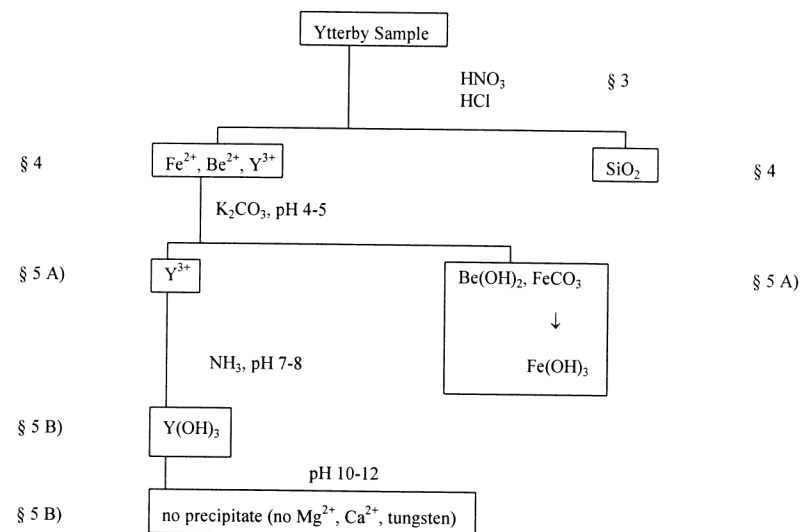 Ytterby Sample
HNO₃ § 3
HCl
§ 4 Fe²⁺, Be²⁺, Y³⁺ SiO₂ § 4
K₂CO₃, pH 4-5
§ 5 A) Y³⁺ Be(OH)₂, FeCO₃ § 5 A)
↓
NH₃, pH 7-8 Fe(OH)₃
§ 5 B) Y(OH)₃
pH 10-12
§ 5 B) no precipitate (no Mg²⁺, Ca²⁺, tungsten)